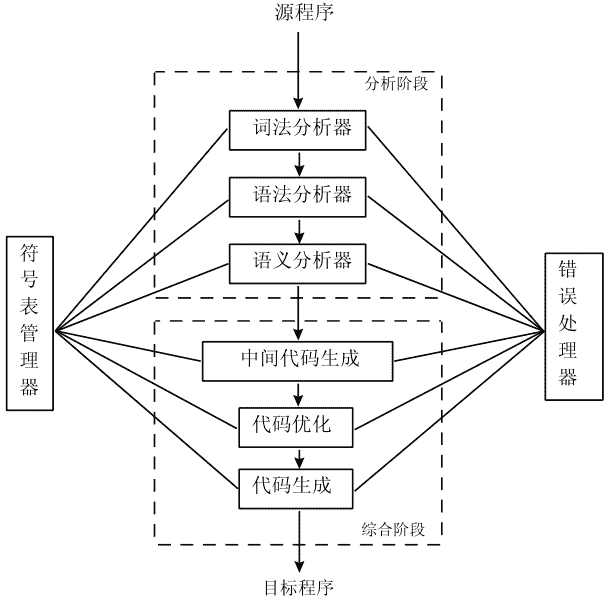 源程序
分析阶段
词法分析器
语法分析器
语义分析器
符号表管理器
错误处理器
中间代码生成
代码优化
代码生成
综合阶段
目标程序